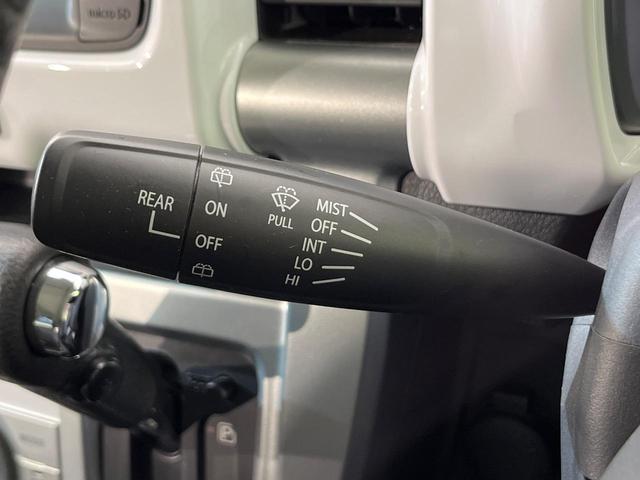 micro SD
REAR
ON
OFF
PULL
MIST
OFF
INT
LO
HI